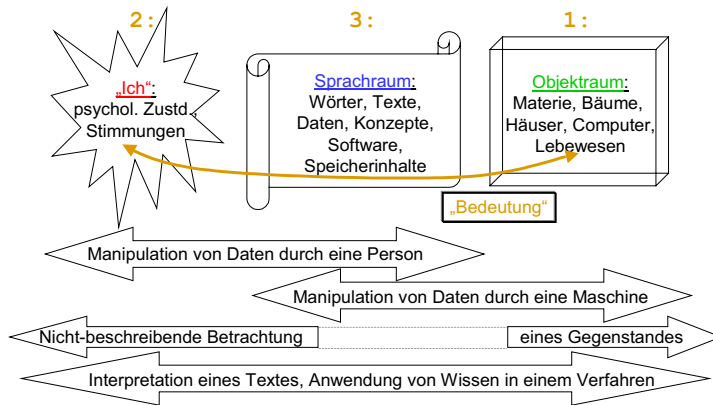 2: 3: 1:
„Ich“:
psychol. Zustd.,
Stimmungen
Sprachraum:
Wörter, Texte,
Daten, Konzepte,
Software,
Speicherinhalte
Objektraum:
Materie, Bäume,
Häuser, Computer,
Lebewesen
„Bedeutung“
Manipulation von Daten durch eine Person
Manipulation von Daten durch eine Maschine
Nicht-beschreibende Betrachtung eines Gegenstandes
Interpretation eines Textes, Anwendung von Wissen in einem Verfahren